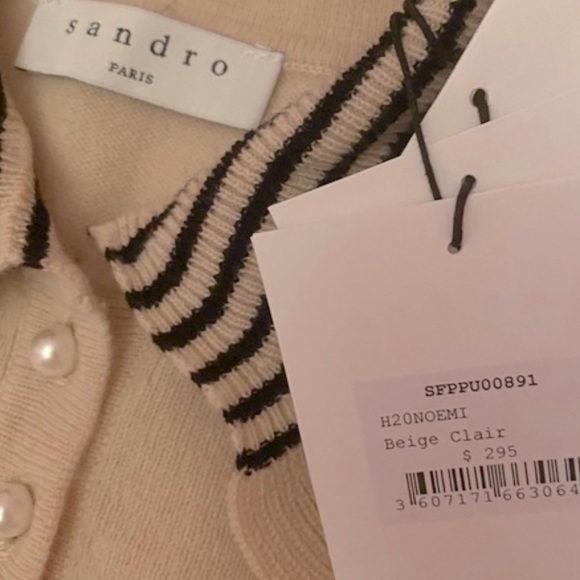 sandro
PARIS
SFPPU00891
H20NOEMI
Beige Clair
$ 295
3 607171 663064